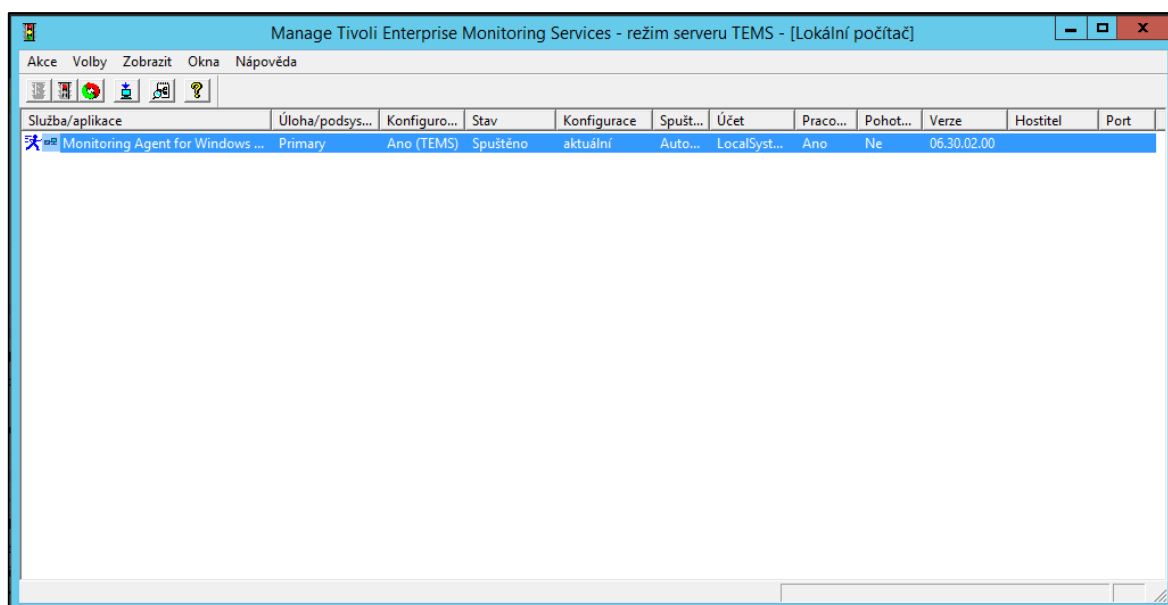 Manage Tivoli Enterprise Monitoring Services - režim serveru TEMS - [Lokální počítač]
Akce Volby Zobrazit Okna Nápověda
Služba/aplikace Úloha/podsys... Konfiguro... Stav Konfigurace Spušt... Účet Praco... Pohot... Verze Hostitel Port
Monitoring Agent for Windows ... Primary Ano (TEMS) Spuštěno aktuální Auto... LocalSyst... Ano Ne 06.30.02.00